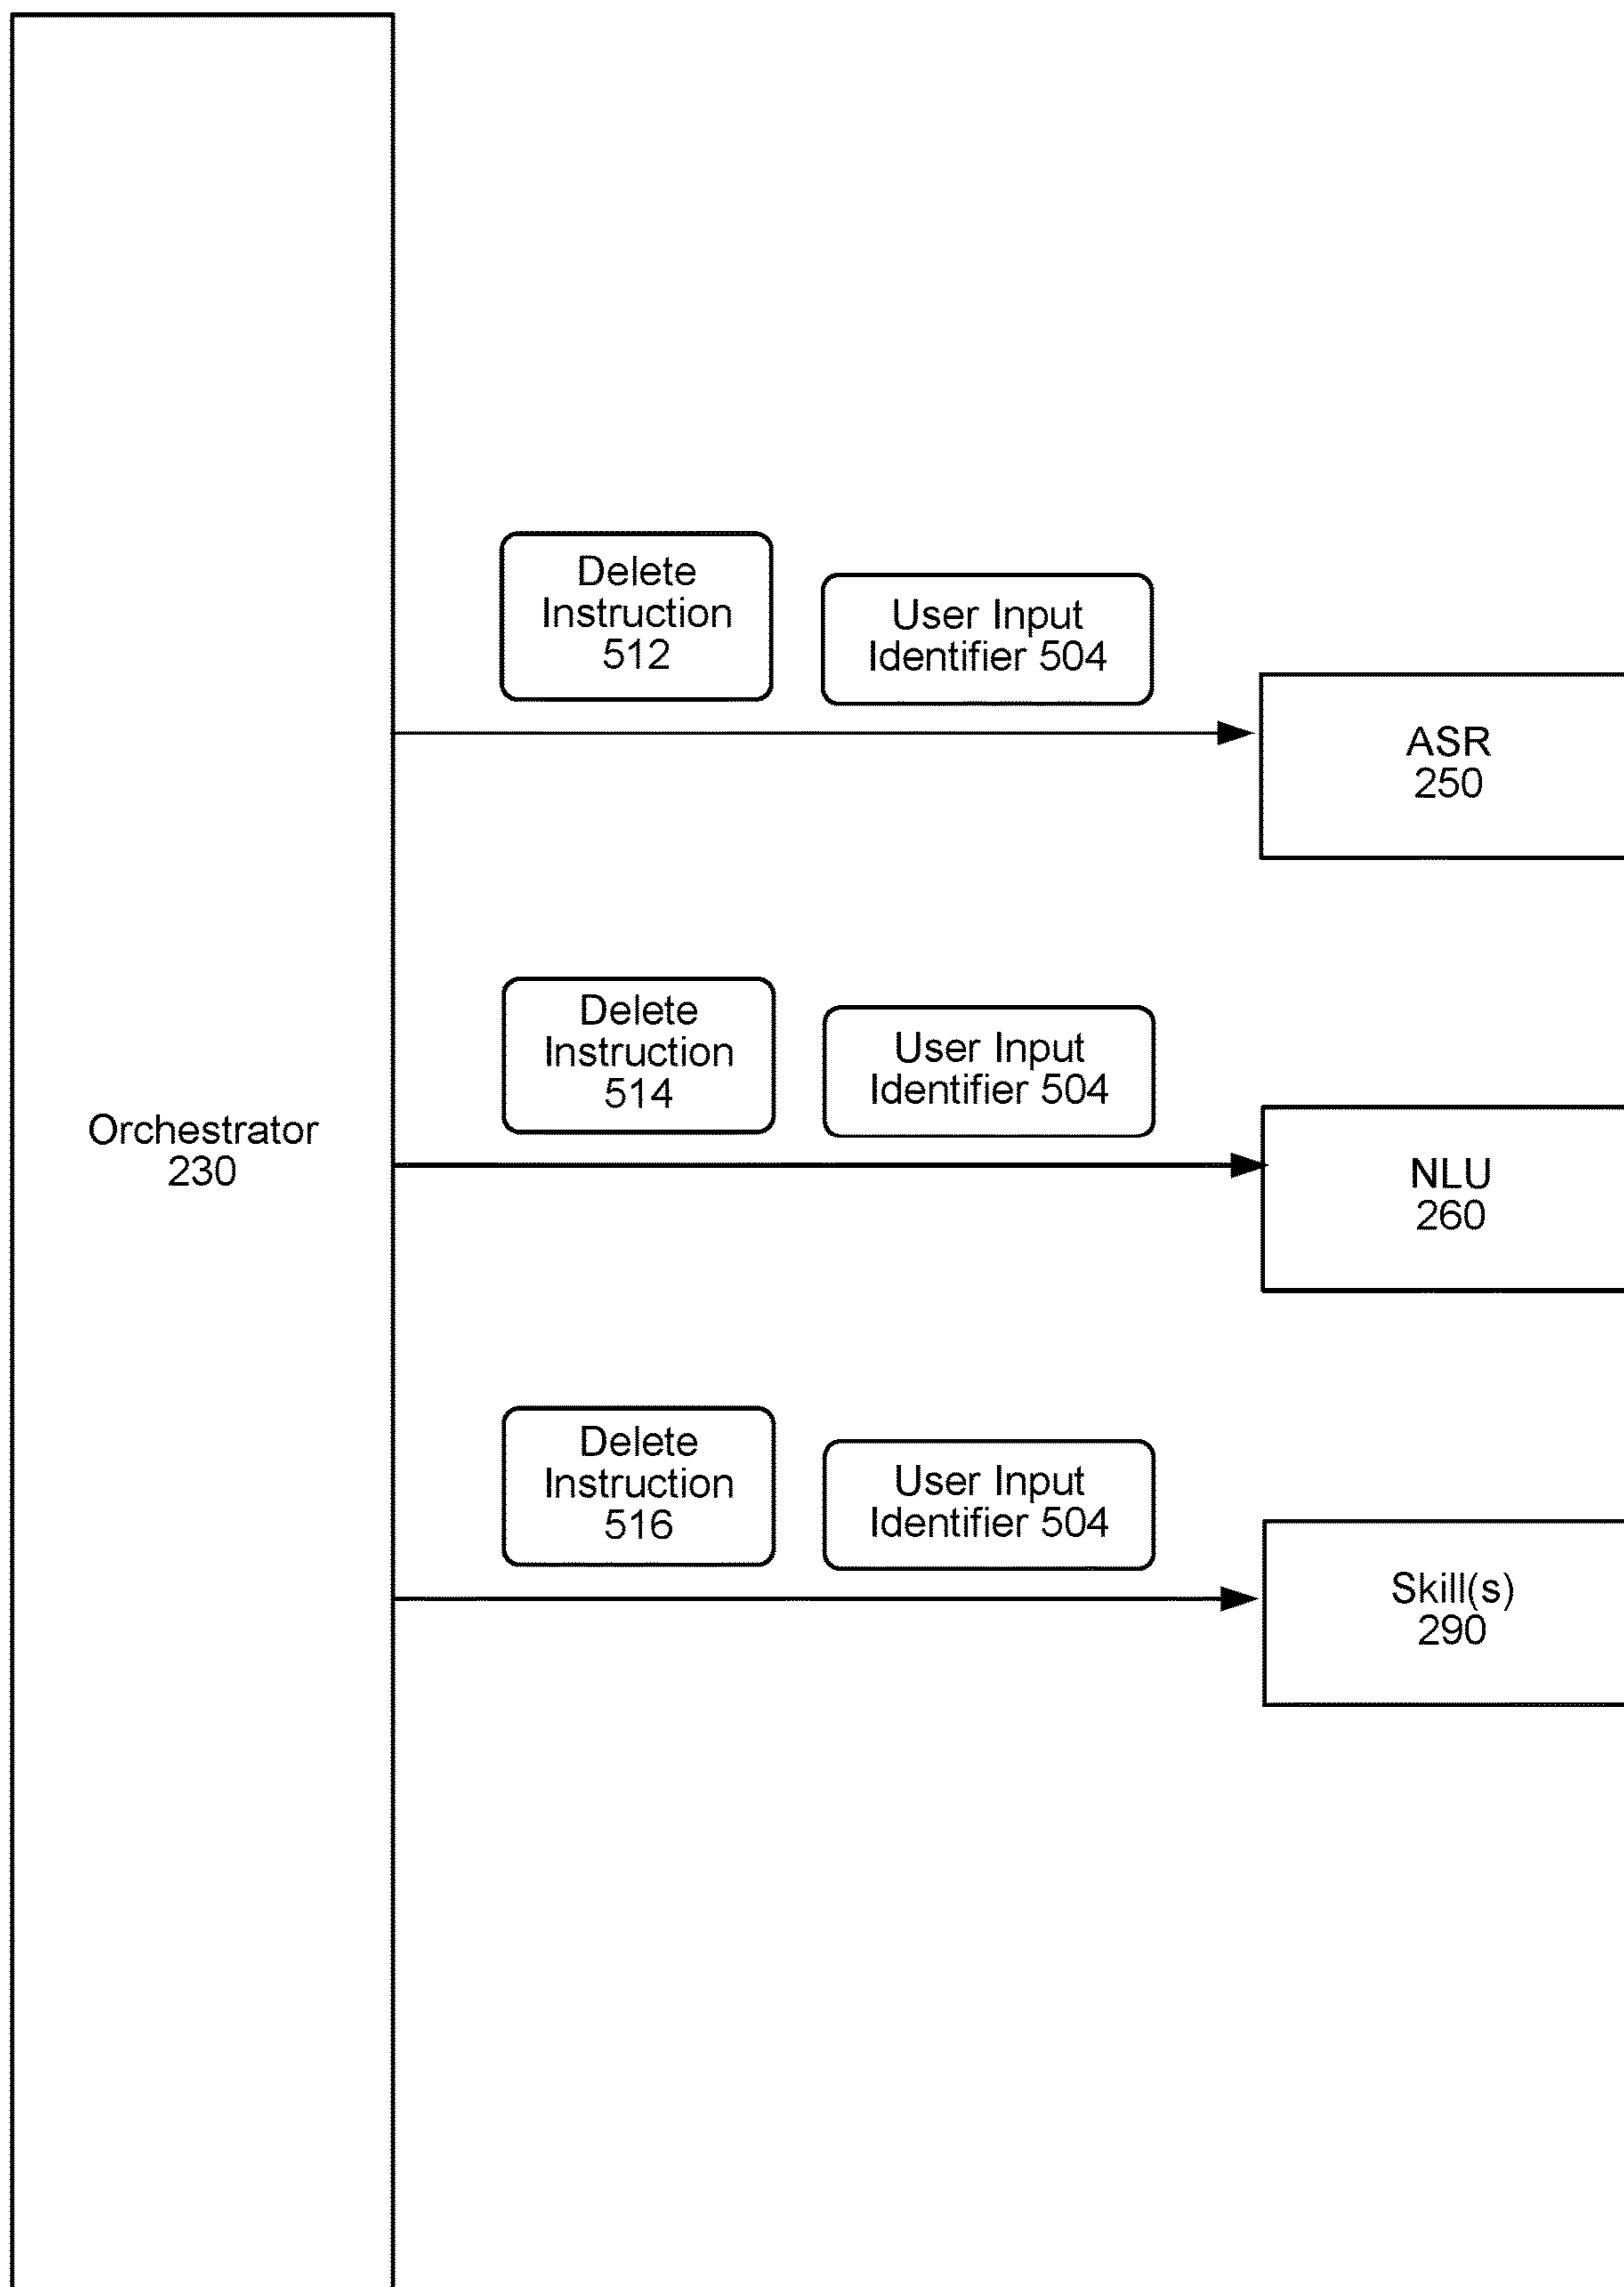 Delete
Instruction
512
User Input
Identifier 504
ASR
250
Delete
Instruction
514
User Input
Identifier 504
Orchestrator
230
NLU
260
Delete
Instruction
516
User Input
Identifier 504
Skill(s)
290